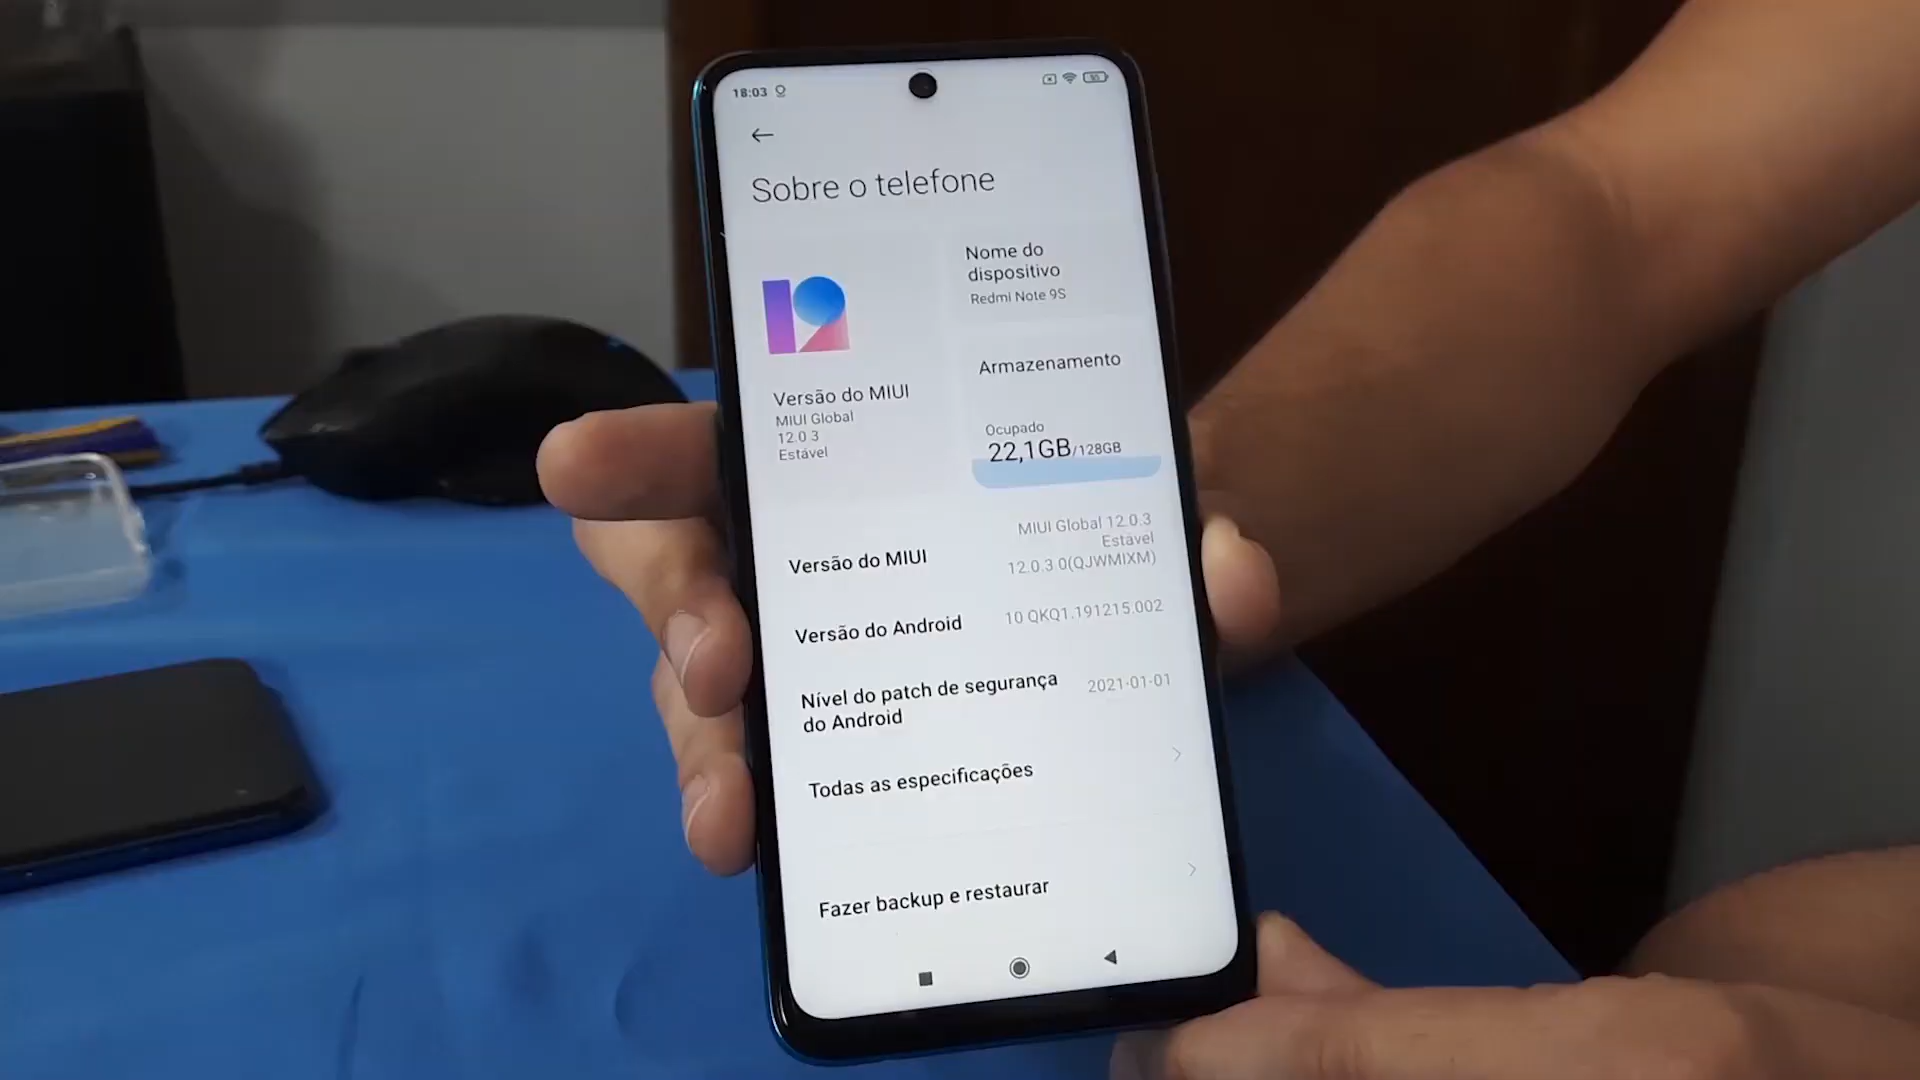 18:03
Sobre o telefone
Versão do MIUI
MIUI Global
12.0 3
Estável
Nome do
dispositivo
Redmi Note 9S
Armazenamento
Ocupado
22,1GB/128GB
Versão do MIUI
MIUI Global 12.0.3
Estável
12.0.3 0(QJWMIXM)
Versão do Android
10 QKQ1.191215.002
Nível do patch de segurança
do Android
2021-01-01
Todas as especificações
Fazer backup e restaurar